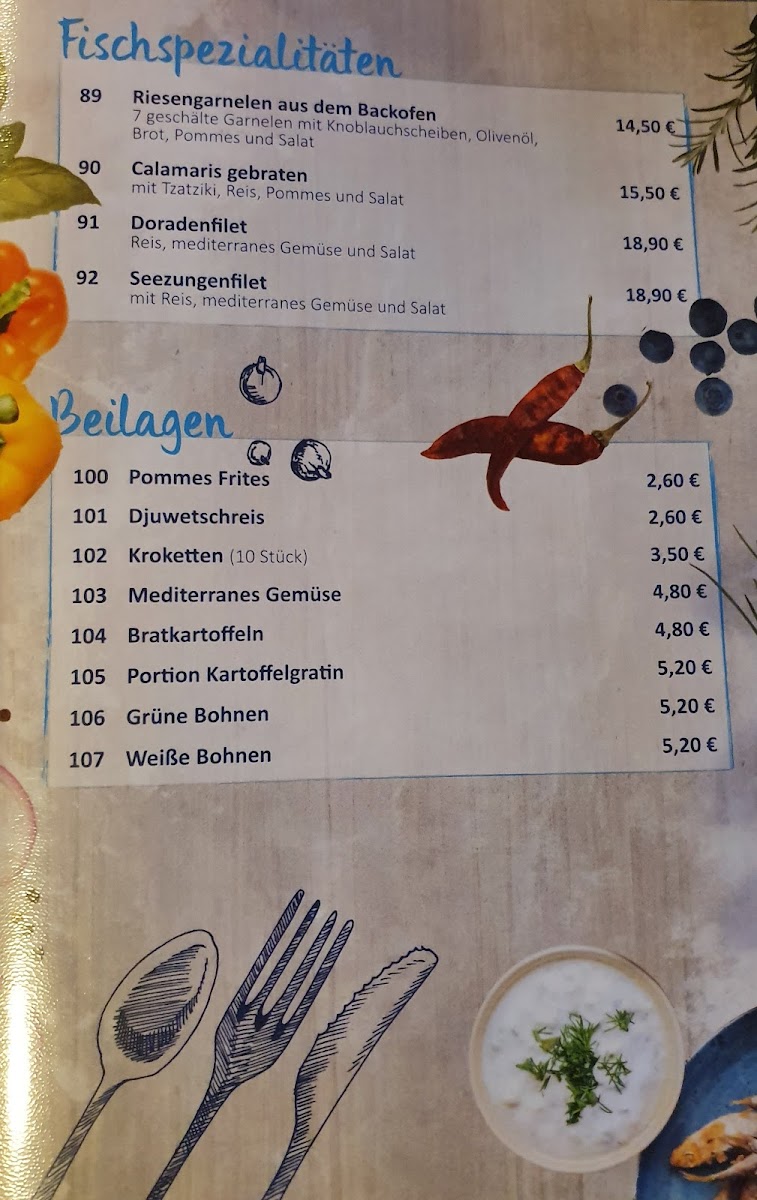 Fischspezialitäten
89 Riesengarnelen aus dem Backofen 14,50 €
7 geschälte Garnelen mit Knoblauchscheiben, Olivenöl,
Brot, Pommes und Salat
90 Calamaris gebraten 15,50 €
mit Tzatziki, Reis, Pommes und Salat
91 Doradenfilet 18,90 €
Reis, mediterranes Gemüse und Salat
92 Seezungenfilet 18,90 €
mit Reis, mediterranes Gemüse und Salat
Beilagen
100 Pommes Frites 2,60 €
101 Djuwetschreis 2,60 €
102 Kroketten (10 Stück) 3,50 €
103 Mediterranes Gemüse 4,80 €
104 Bratkartoffeln 4,80 €
105 Portion Kartoffelgratin 5,20 €
106 Grüne Bohnen 5,20 €
107 Weiße Bohnen 5,20 €